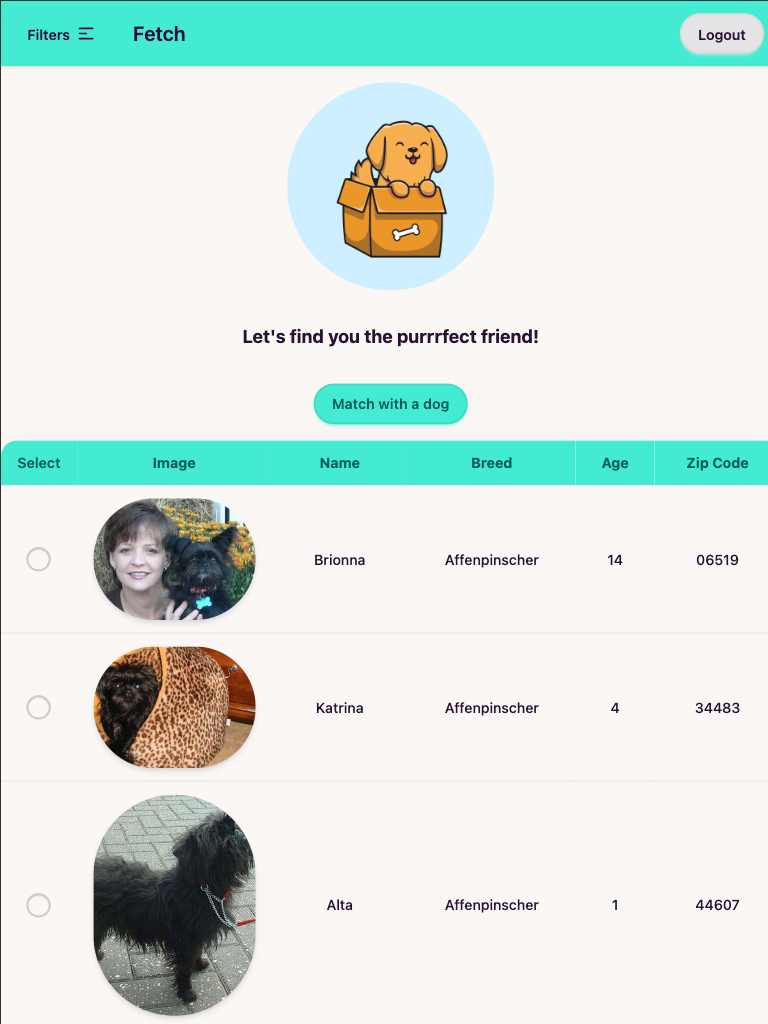 Filters Fetch Logout
Let's find you the purrrfect friend!
Match with a dog
Select Image Name Breed Age Zip Code
Brionna Affenpinscher 14 06519
Katrina Affenpinscher 4 34483
Alta Affenpinscher 1 44607